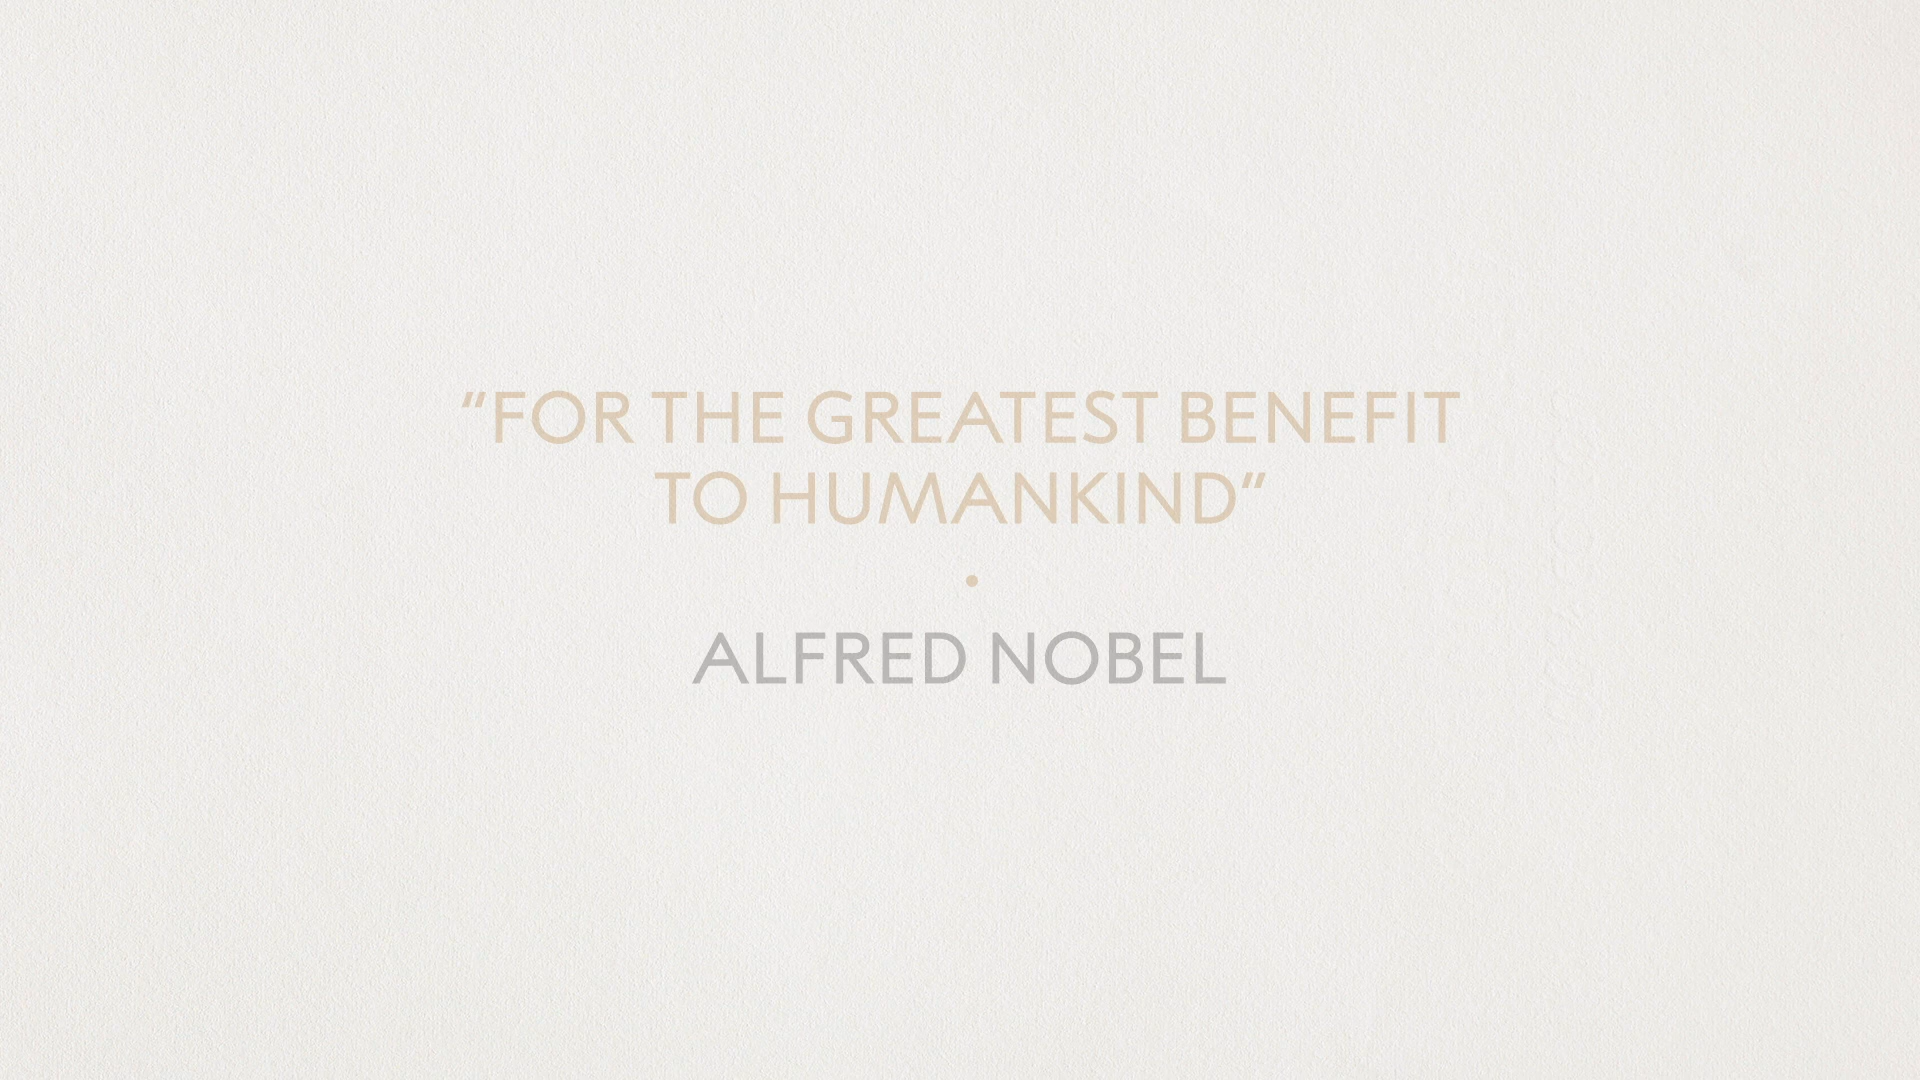 “FOR THE GREATEST BENEFIT
TO HUMANKIND”
•
ALFRED NOBEL